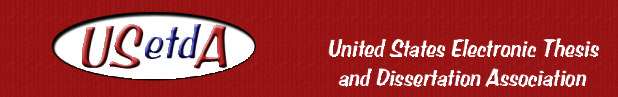 USetdA
United States Electronic Thesis
and Dissertation Association